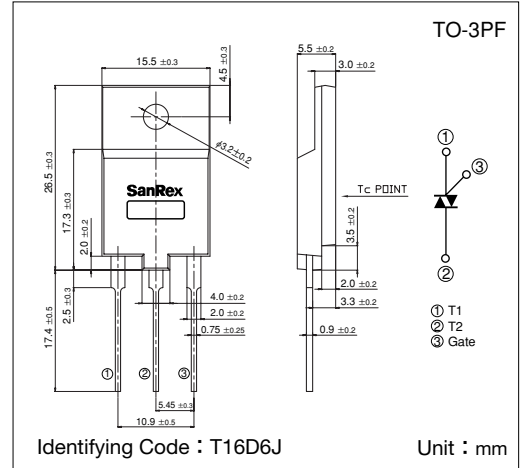 TO-3PF
15.5 ±0.3
4.5 ±0.3
5.5 ±0.2
3.0 ±0.2
φ3.2±0.2
26.5 ±0.3
17.3 ±0.3
2.0 ±0.2
SanRex
Tc POINT
3.5 ±0.2
① 
③
②
17.4 ±0.5
2.5 ±0.3
4.0 ±0.2
2.0 ±0.2
0.75 ±0.25
2.0 ±0.2
3.3 ±0.2
0.9 ±0.2
① T1
② T2
③ Gate
① ② ③
5.45 ±0.3
10.9 ±0.5
Identifying Code：T16D6J
Unit：mm